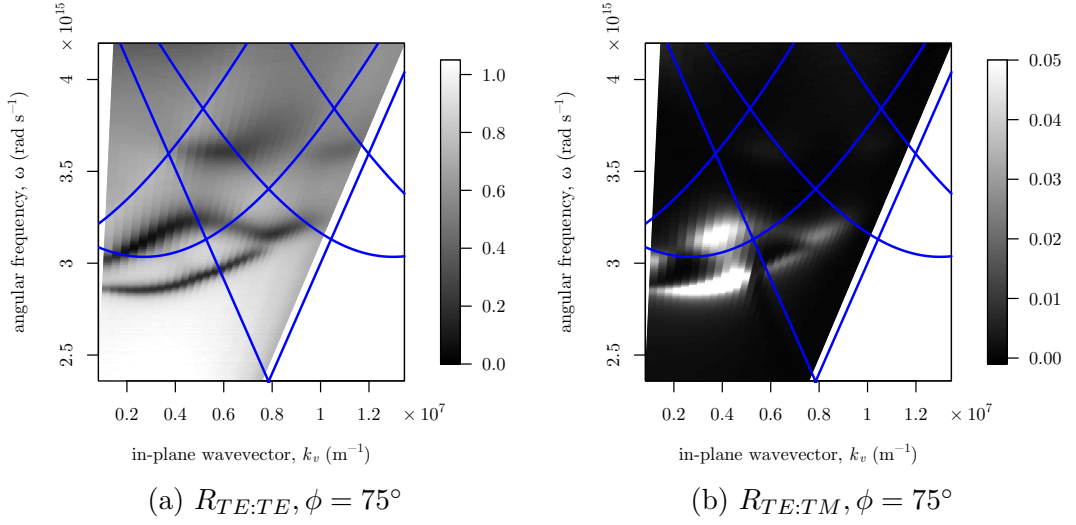 × 10¹⁵
4
3.5
3
2.5
angular frequency, ω (rad s⁻¹)
0.2 0.4 0.6 0.8 1 1.2 × 10⁷
in-plane wavevector, kᵥ (m⁻¹)
1.0
0.8
0.6
0.4
0.2
0.0
(a) R_{TE:TE}, ϕ = 75°
× 10¹⁵
4
3.5
3
2.5
angular frequency, ω (rad s⁻¹)
0.2 0.4 0.6 0.8 1 1.2 × 10⁷
in-plane wavevector, kᵥ (m⁻¹)
0.05
0.04
0.03
0.02
0.01
0.00
(b) R_{TE:TM}, ϕ = 75°